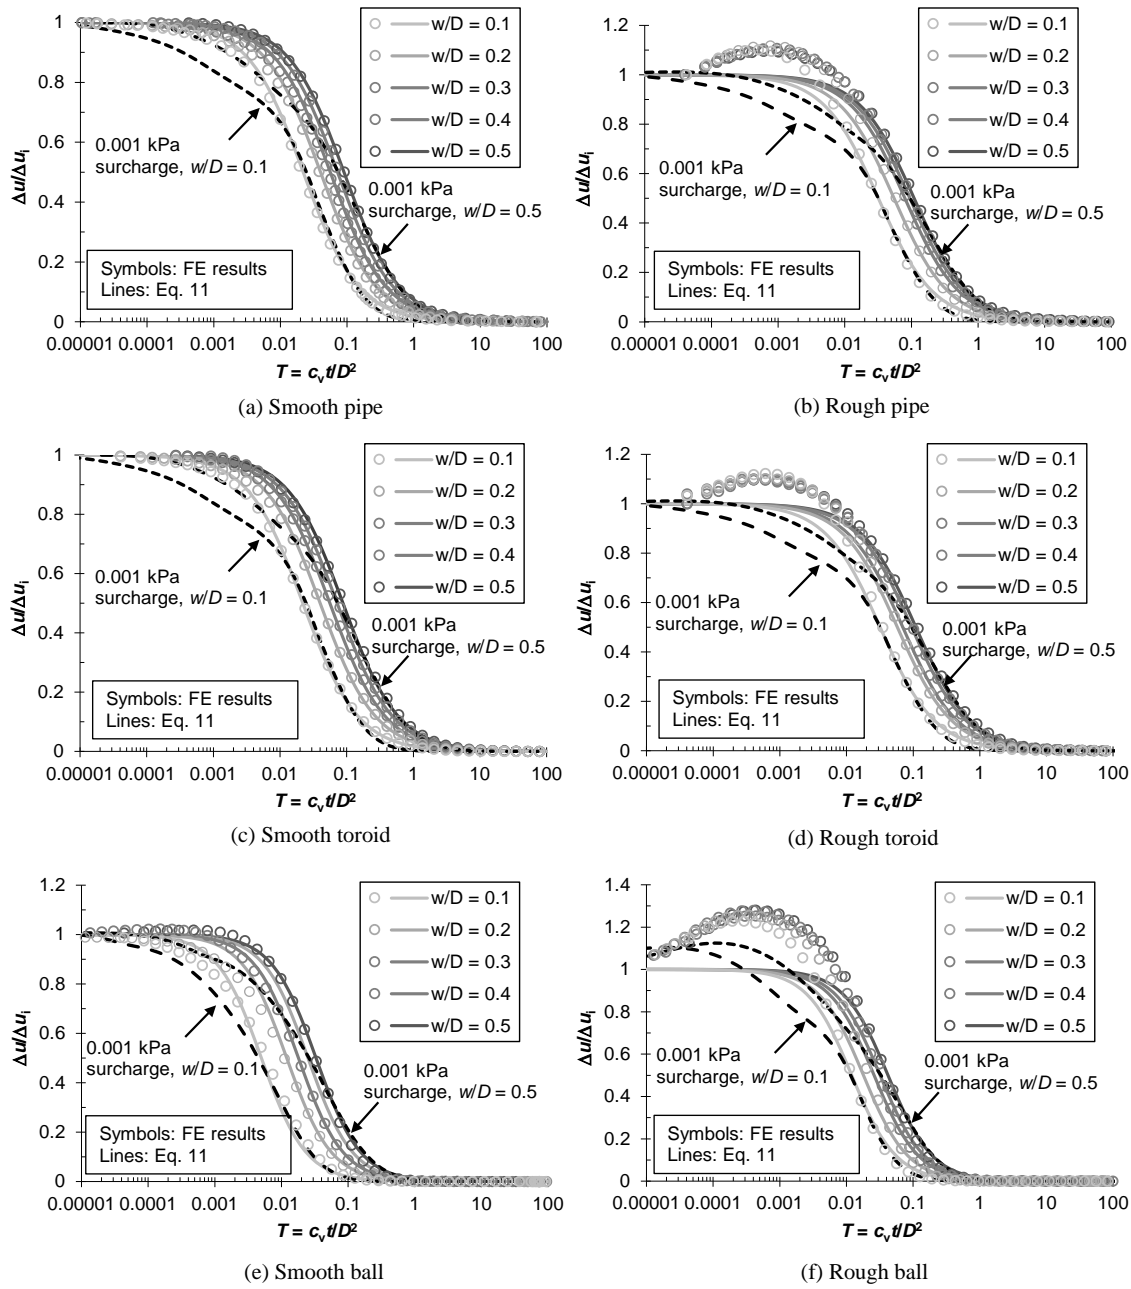 1
0.8
0.6
0.4
0.2
0
Δu/Δui
w/D = 0.1
w/D = 0.2
w/D = 0.3
w/D = 0.4
w/D = 0.5
0.001 kPa
surcharge, w/D = 0.1
0.001 kPa
surcharge, w/D = 0.5
Symbols: FE results
Lines: Eq. 11
0.00001 0.0001 0.001 0.01 0.1 1 10 100
T = cvt/D²
(a) Smooth pipe
1.2
1
0.8
0.6
0.4
0.2
0
Δu/Δui
w/D = 0.1
w/D = 0.2
w/D = 0.3
w/D = 0.4
w/D = 0.5
0.001 kPa
surcharge, w/D = 0.1
0.001 kPa
surcharge, w/D = 0.5
Symbols: FE results
Lines: Eq. 11
0.00001 0.0001 0.001 0.01 0.1 1 10 100
T = cvt/D²
(b) Rough pipe
1
0.8
0.6
0.4
0.2
0
Δu/Δui
w/D = 0.1
w/D = 0.2
w/D = 0.3
w/D = 0.4
w/D = 0.5
0.001 kPa
surcharge, w/D = 0.1
0.001 kPa
surcharge, w/D = 0.5
Symbols: FE results
Lines: Eq. 11
0.00001 0.0001 0.001 0.01 0.1 1 10 100
T = cvt/D²
(c) Smooth toroid
1.2
1
0.8
0.6
0.4
0.2
0
Δu/Δui
w/D = 0.1
w/D = 0.2
w/D = 0.3
w/D = 0.4
w/D = 0.5
0.001 kPa
surcharge, w/D = 0.1
0.001 kPa
surcharge, w/D = 0.5
Symbols: FE results
Lines: Eq. 11
0.00001 0.0001 0.001 0.01 0.1 1 10 100
T = cvt/D²
(d) Rough toroid
1.2
1
0.8
0.6
0.4
0.2
0
Δu/Δui
w/D = 0.1
w/D = 0.2
w/D = 0.3
w/D = 0.4
w/D = 0.5
0.001 kPa
surcharge, w/D = 0.1
0.001 kPa
surcharge, w/D = 0.5
Symbols: FE results
Lines: Eq. 11
0.00001 0.0001 0.001 0.01 0.1 1 10 100
T = cvt/D²
(e) Smooth ball
1.4
1.2
1
0.8
0.6
0.4
0.2
0
Δu/Δui
w/D = 0.1
w/D = 0.2
w/D = 0.3
w/D = 0.4
w/D = 0.5
0.001 kPa
surcharge, w/D = 0.1
0.001 kPa
surcharge, w/D = 0.5
Symbols: FE results
Lines: Eq. 11
0.00001 0.0001 0.001 0.01 0.1 1 10 100
T = cvt/D²
(f) Rough ball